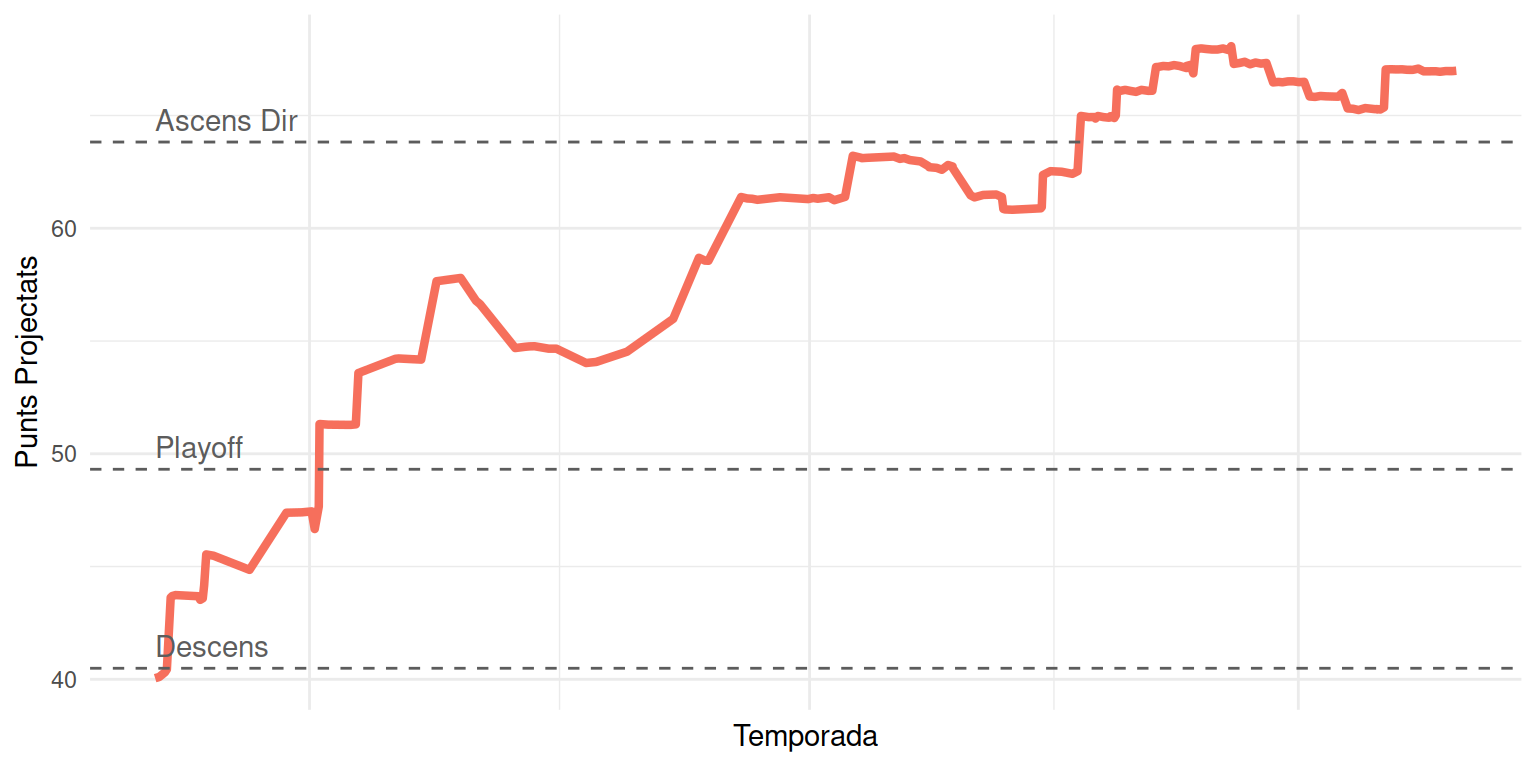 Ascens Dir
60
Playoff
50
Descens
40
Punts Projectats
Temporada